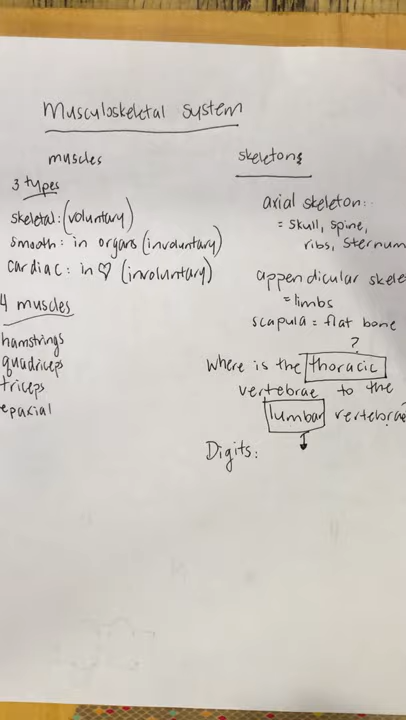 Musculoskeletal system
muscles
3 types
skeletal: (voluntary)
smooth: in organs (involuntary)
cardiac: in ♡ (involuntary)
4 muscles
hamstrings
quadriceps
triceps
epaxial
skeletons
axial skeleton:
= skull, spine,
ribs, sternum
appendicular skele
= limbs
scapula = flat bone
?
Where is the thoracic
vertebrae to the
lumbar vertebrae
Digits: